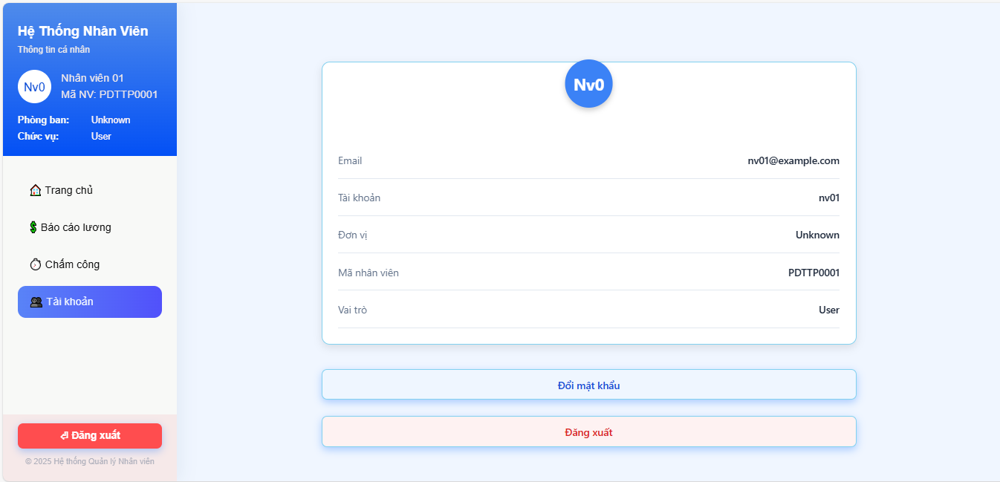 Hệ Thống Nhân Viên
Thông tin cá nhân
Nv0
Nhân viên 01
Mã NV: PDTTP0001
Phòng ban: Unknown
Chức vụ: User
Trang chủ
Báo cáo lương
Chấm công
Tài khoản
Đăng xuất
© 2025 Hệ thống Quản lý Nhân viên
Nv0
Email nv01@example.com
Tài khoản nv01
Đơn vị Unknown
Mã nhân viên PDTTP0001
Vai trò User
Đổi mật khẩu
Đăng xuất